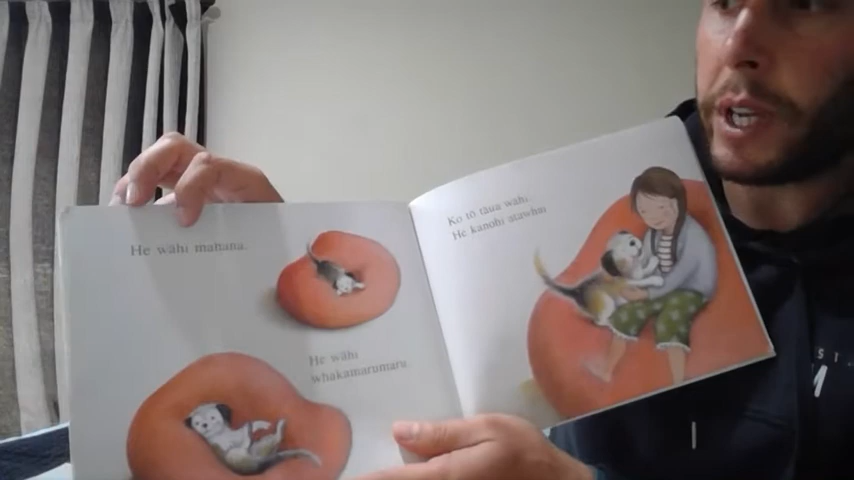 He wāhi mahana.
He wāhi
whakamarumaru
Ko tō tāua wāhi.
He kanohi atawhai